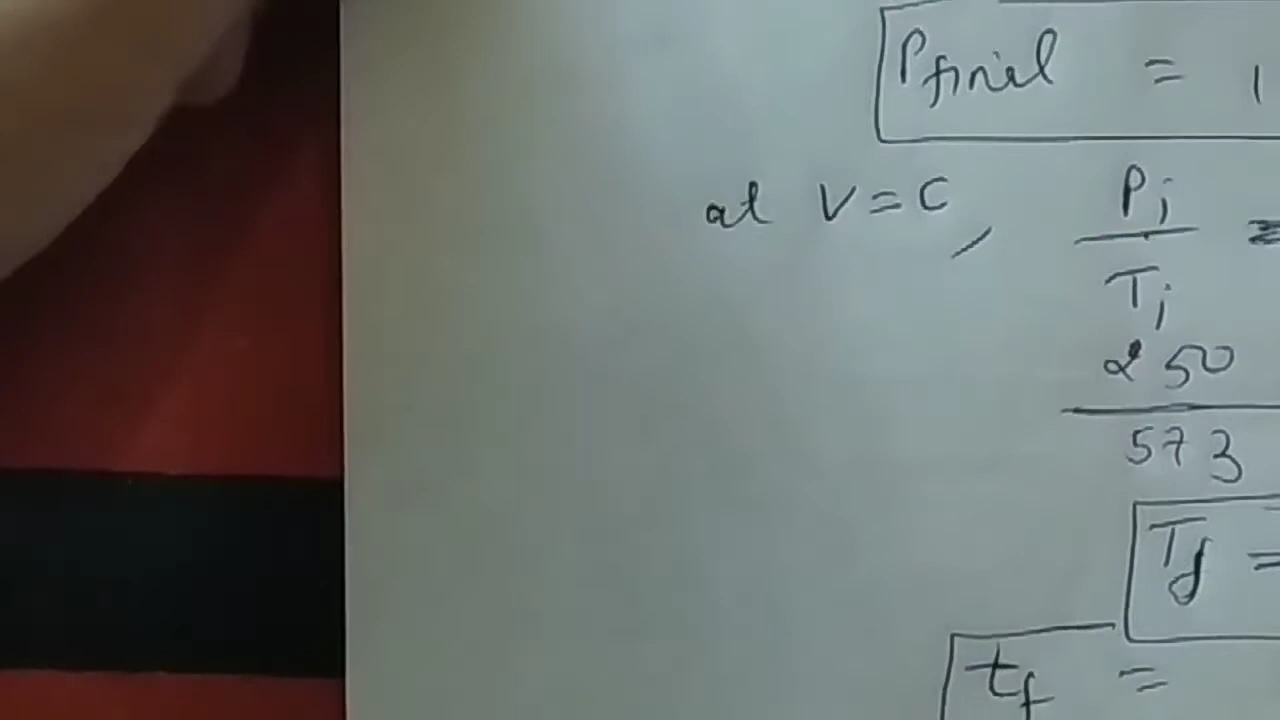 Pfinal = 1
at V = C, Pi/Ti =
250/573
Tf =
tf =